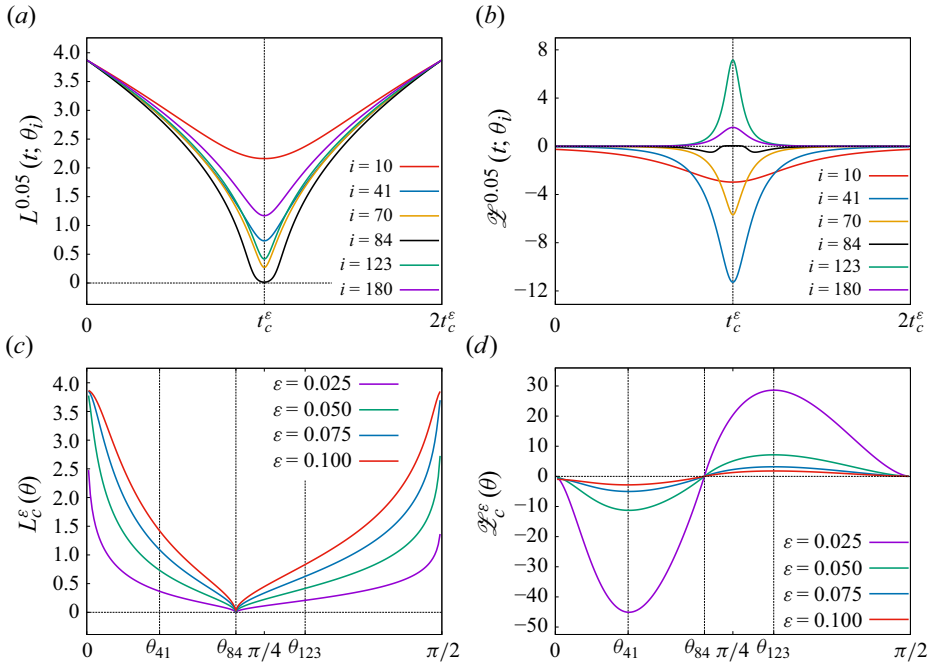 (a)
L^{0.05} (t; θ_i)
4.0
3.5
3.0
2.5
2.0
1.5
1.0
0.5
0
i = 10
i = 41
i = 70
i = 84
i = 123
i = 180
0
t_c^ε
2t_c^ε
(b)
𝒵^{0.05} (t; θ_i)
8
4
0
−4
−8
−12
i = 10
i = 41
i = 70
i = 84
i = 123
i = 180
0
t_c^ε
2t_c^ε
(c)
L_c^ε (θ)
4.0
3.5
3.0
2.5
2.0
1.5
1.0
0.5
0
ε = 0.025
ε = 0.050
ε = 0.075
ε = 0.100
0
θ_41
θ_84
π/4
θ_123
π/2
(d)
𝒵_c^ε (θ)
30
20
10
0
−10
−20
−30
−40
−50
ε = 0.025
ε = 0.050
ε = 0.075
ε = 0.100
0
θ_41
θ_84
π/4
θ_123
π/2